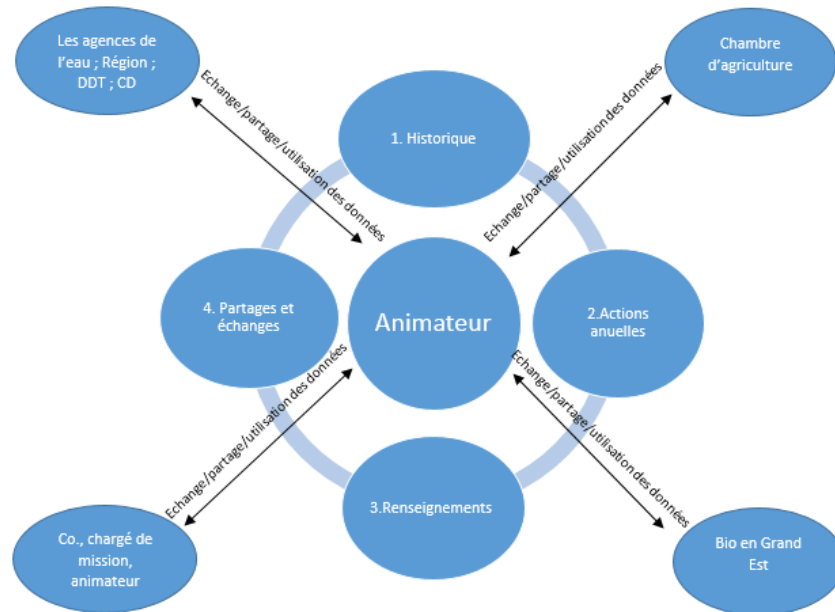 Les agences de
l'eau ; Région ;
DDT ; CD
Chambre
d'agriculture
Echange/partage/utilisation des données
Echange/partage/utilisation des données
1. Historique
4. Partages et
échanges
Animateur
2.Actions
anuelles
Echange/partage/utilisation des données
Echange/partage/utilisation des données
3.Renseignements
Co., chargé de
mission,
animateur
Bio en Grand
Est